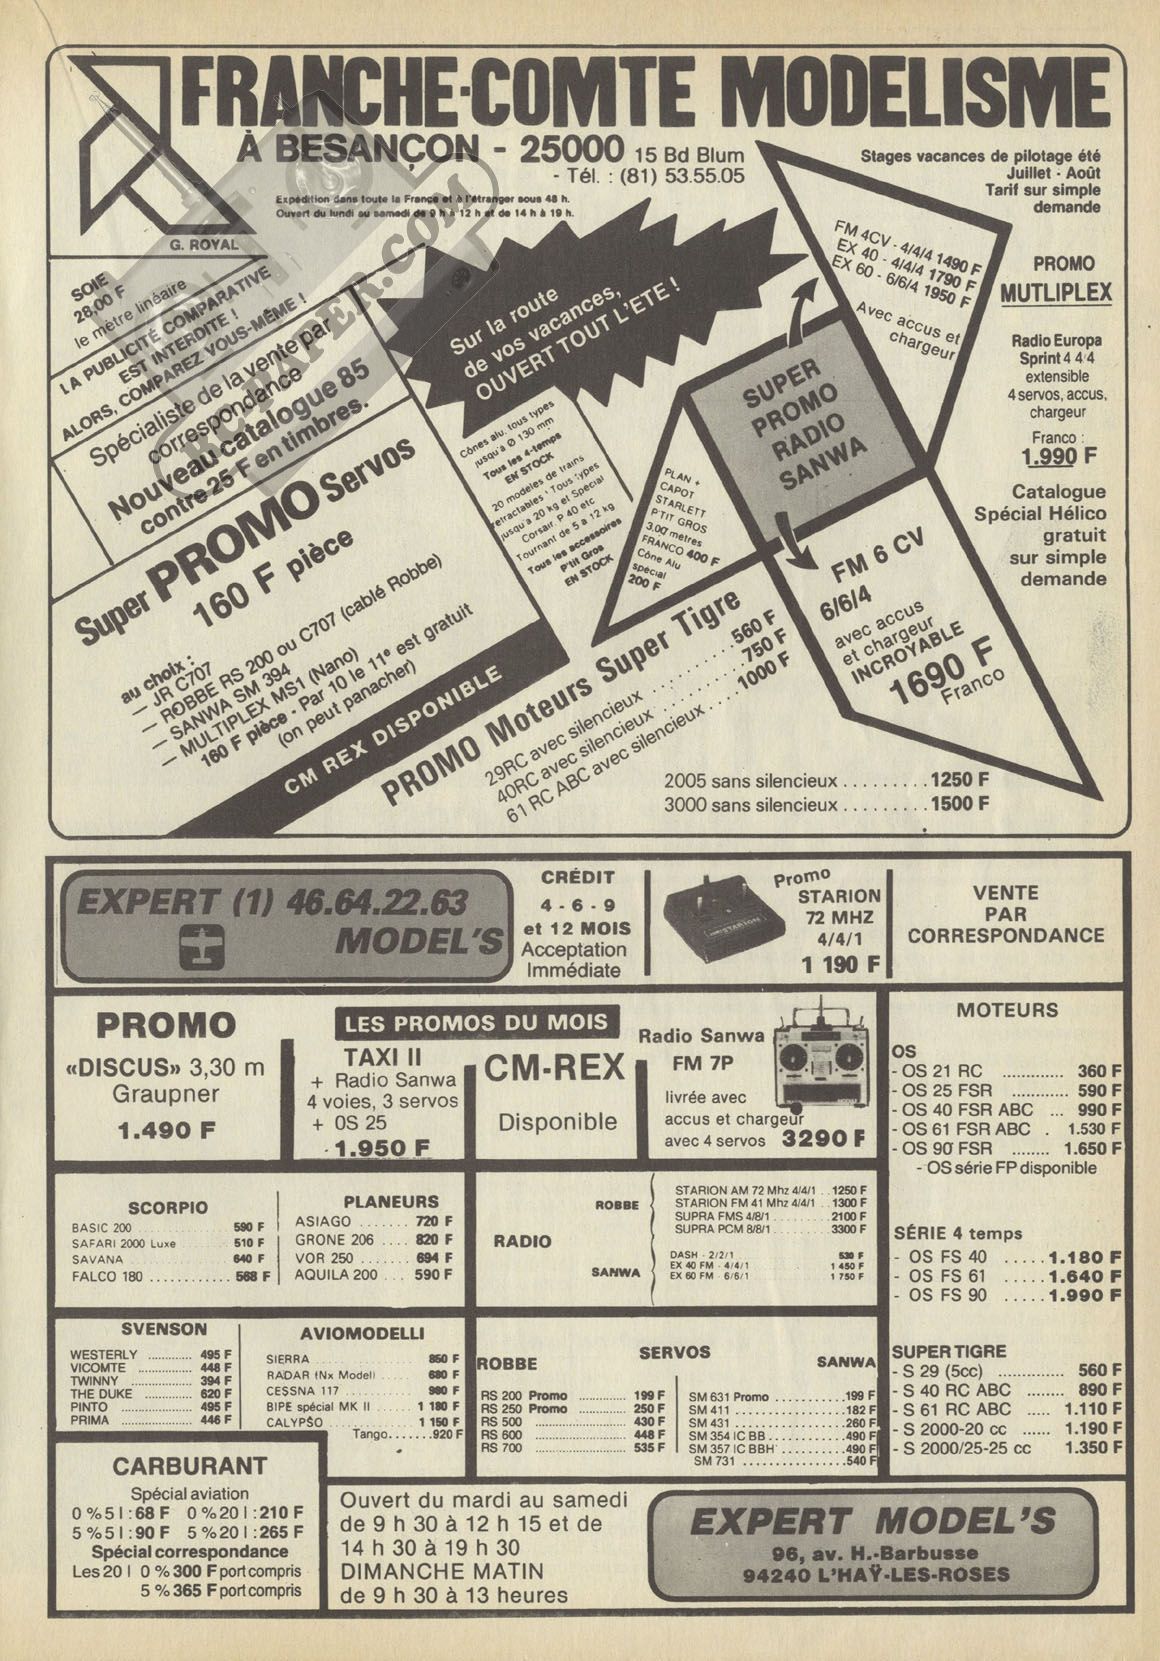 FRANCHE-COMTE MODELISME
À BESANÇON - 25000 15 Bd Blum
- Tél. : (81) 53.55.05
Expédition dans toute la France et à l'étranger sous 48 h.
Ouvert du lundi au samedi de 9 h à 12 h et de 14 h à 19 h.
G. ROYAL
Stages vacances de pilotage été
Juillet - Août
Tarif sur simple
demande
SOIE
28,00 F
le mètre linéaire
LA PUBLICITÉ COMPARATIVE
EST INTERDITE !
ALORS, COMPAREZ VOUS-MÊME !
Spécialiste de la vente par
correspondance
Nouveau catalogue 85
contre 25 F en timbres.
RCPAPER.COM
Super PROMO Servos
160 F pièce
au choix :
— JR C707
— ROBBE RS 200 ou C707 (cablé Robbe)
— SANWA SM 394
— MULTIPLEX MS1 (Nano)
160 F pièce - Par 10 le 11e est gratuit
(on peut panacher)
CM REX DISPONIBLE
Sur la route
de vos vacances,
OUVERT TOUT L'ETE !
Cônes alu, tous types
jusqu'à Ø 130 mm
Tous les 4-temps
EN STOCK
20 modèles de trains
retractables ! Tous types
jusqu'à 20 kg et Spécial
Corsair, P 40 etc
Tournant de 5 à 12 kg
Tous les accessoires
P'tit Gros
EN STOCK
PLAN +
CAPOT
STARLETT
P'TIT GROS
3.00 metres
FRANCO 400 F
Cône Alu
spécial
200 F
SUPER
PROMO
RADIO
SANWA
FM 4CV - 4/4/4 1490 F
EX 40 - 4/4/4 1790 F
EX 60 - 6/6/4 1950 F
Avec accus et
chargeur
FM 6 CV
6/6/4
avec accus
et chargeur
INCROYABLE
1690 F
Franco
PROMO
MUTLIPLEX
Radio Europa
Sprint 4 4 4
extensible
4 servos, accus,
chargeur
Franco :
1.990 F
Catalogue
Spécial Hélico
gratuit
sur simple
demande
PROMO Moteurs Super Tigre
29RC avec silencieux ........ 560 F
40RC avec silencieux ........ 750 F
61 RC ABC avec silencieux ... 1000 F
2005 sans silencieux ........ 1250 F
3000 sans silencieux ........ 1500 F
EXPERT (1) 46.64.22.63
MODEL'S
CRÉDIT
4 - 6 - 9
et 12 MOIS
Acceptation
Immédiate
Promo
STARION
72 MHZ
4/4/1
1 190 F
STARION
VENTE
PAR
CORRESPONDANCE
PROMO
«DISCUS» 3,30 m
Graupner
1.490 F
LES PROMOS DU MOIS
TAXI II
+ Radio Sanwa
4 voies, 3 servos
+ OS 25
1.950 F
CM-REX
Disponible
Radio Sanwa
FM 7P
livrée avec
accus et chargeur
avec 4 servos 3290 F
MOTEURS
OS
- OS 21 RC ............ 360 F
- OS 25 FSR ........... 590 F
- OS 40 FSR ABC ... 990 F
- OS 61 FSR ABC . 1.530 F
- OS 90 FSR ........ 1.650 F
- OS série FP disponible
SÉRIE 4 temps
- OS FS 40 .....1.180 F
- OS FS 61 .....1.640 F
- OS FS 90 .....1.990 F
SUPER TIGRE
- S 29 (5cc) ............. 560 F
- S 40 RC ABC ....... 890 F
- S 61 RC ABC ..... 1.110 F
- S 2000-20 cc ...... 1.190 F
- S 2000/25-25 cc 1.350 F
SCORPIO
BASIC 200 590 F
SAFARI 2000 Luxe 510 F
SAVANA 640 F
FALCO 180 ............ 568 F
PLANEURS
ASIAGO ....... 720 F
GRONE 206 .... 820 F
VOR 250 ....... 694 F
AQUILA 200 ... 590 F
RADIO
ROBBE
STARION AM 72 Mhz 4/4/1 ..1250 F
STARION FM 41 Mhz 4/4/1 ..1300 F
SUPRA FMS 4/8/1 ............2100 F
SUPRA PCM 8/8/1 ............3300 F
SANWA
DASH - 2/2/1 530 F
EX 40 FM - 4/4/1 1 450 F
EX 60 FM - 6/6/1 1 750 F
SVENSON
WESTERLY ............ 495 F
VICOMTE ............. 448 F
TWINNY .............. 394 F
THE DUKE ............ 620 F
PINTO ............... 495 F
PRIMA ............... 446 F
AVIOMODELLI
SIERRA 850 F
RADAR (Nx Modell) 680 F
CESSNA 117 980 F
BIPE spécial MK II ... 1 180 F
CALYPSO 1 150 F
Tango.......920 F
SERVOS
ROBBE
RS 200 Promo ............ 199 F
RS 250 Promo ............ 250 F
RS 500 .................. 430 F
RS 600 .................. 448 F
RS 700 .................. 535 F
SANWA
SM 631 Promo ............199 F
SM 411 .................. 182 F
SM 431 ..................260 F
SM 354 IC BB .............490 F
SM 357 IC BBH ............490 F
SM 731 ..................540 F
CARBURANT
Spécial aviation
0 % 5 l : 68 F 0 % 20 l : 210 F
5 % 5 l : 90 F 5 % 20 l : 265 F
Spécial correspondance
Les 20 l 0 % 300 F port compris
5 % 365 F port compris
Ouvert du mardi au samedi
de 9 h 30 à 12 h 15 et de
14 h 30 à 19 h 30
DIMANCHE MATIN
de 9 h 30 à 13 heures
EXPERT MODEL'S
96, av. H.-Barbusse
94240 L'HAŸ-LES-ROSES